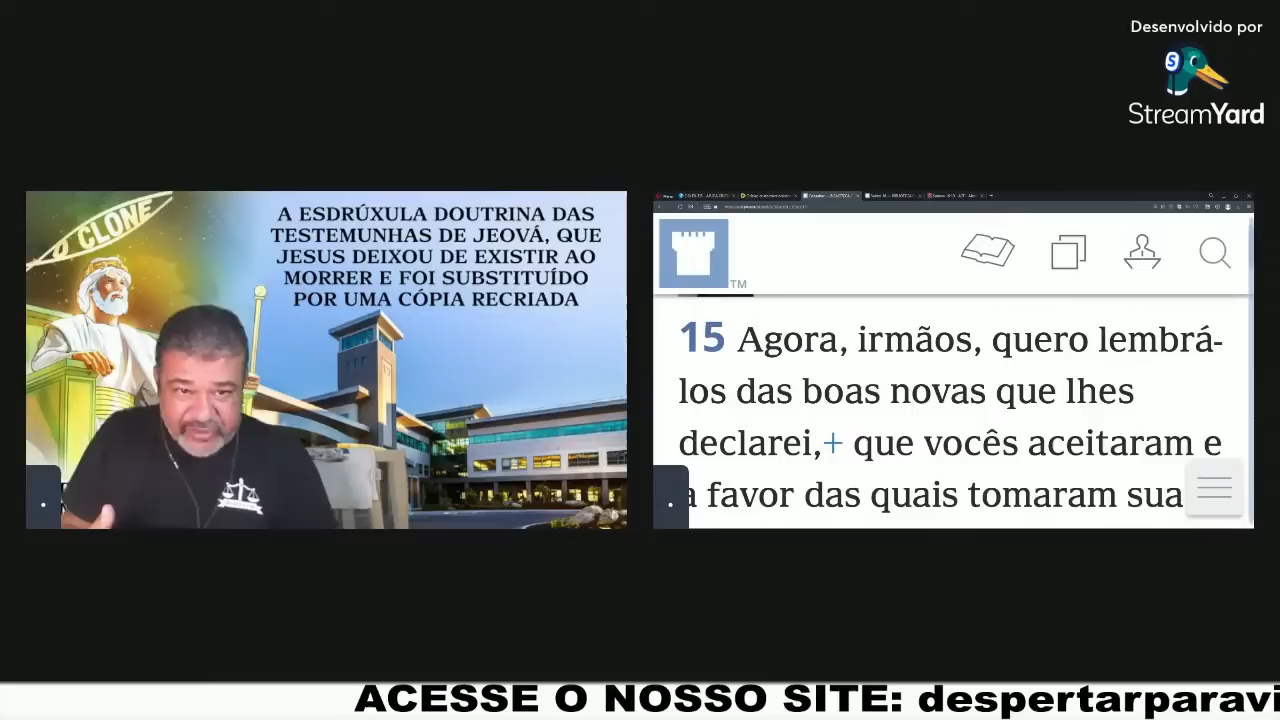 Desenvolvido por
StreamYard
O CLONE
A ESDRÚXULA DOUTRINA DAS
TESTEMUNHAS DE JEOVÁ, QUE
JESUS DEIXOU DE EXISTIR AO
MORRER E FOI SUBSTITUÍDO
POR UMA CÓPIA RECRIADA
TM
15 Agora, irmãos, quero lembrá-
los das boas novas que lhes
declarei,+ que vocês aceitaram e
a favor das quais tomaram sua
ACESSE O NOSSO SITE: despertarparavi